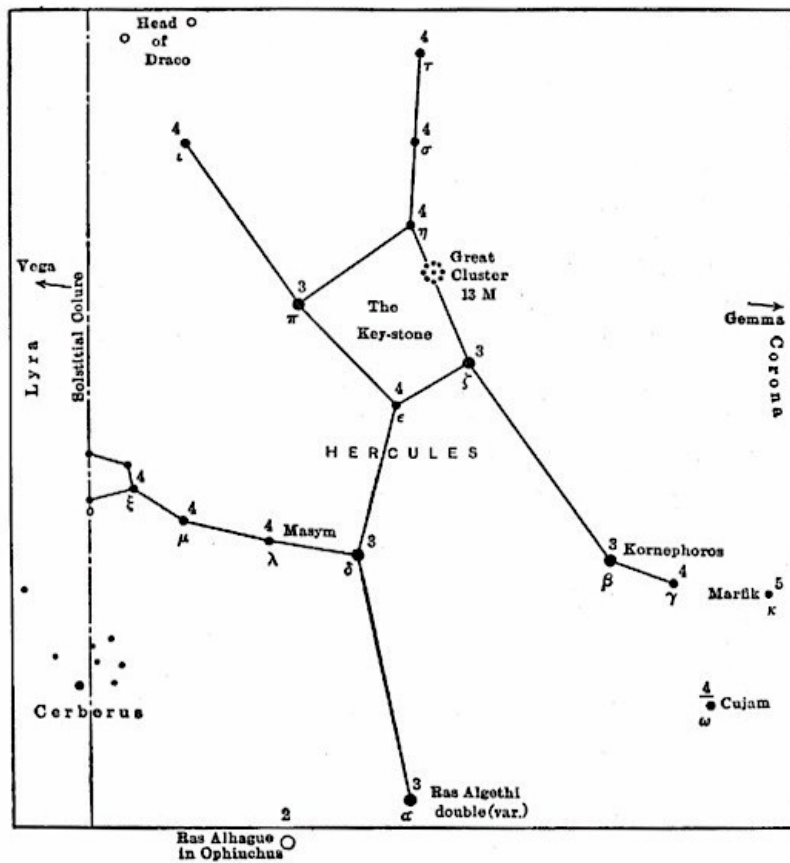 Head
of
Draco
4
τ
4
ι
4
σ
4
η
Great
Cluster
13 M
Vega
3
π
The
Key-stone
Gemma
Lyra
Solstitial Colure
Corona
3
ζ
4
ε
HERCULES
4
ξ
o
4
μ
4
λ
Masym
3
δ
3
β
Kornephoros
4
γ
Marfik
5
κ
Cerberus
4
ω
Cujam
3
α
Ras Algethi
double (var.)
2
Ras Alhague
in Ophiuchus